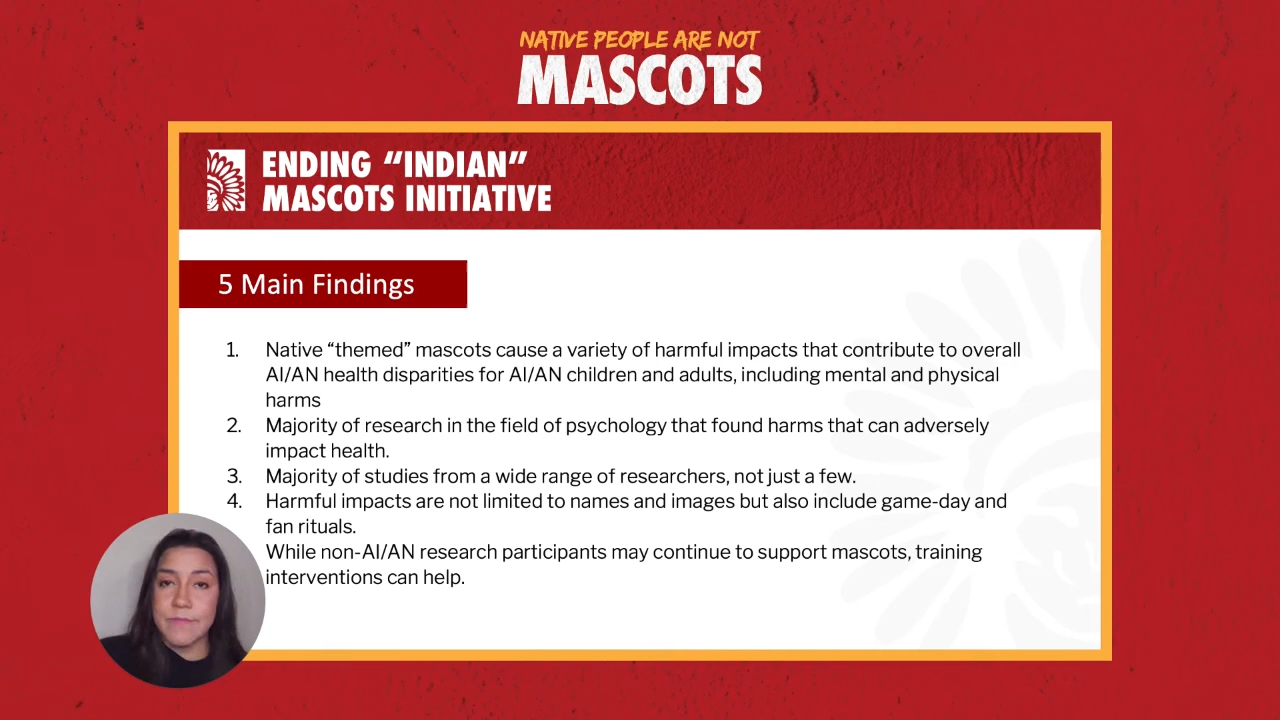 NATIVE PEOPLE ARE NOT
MASCOTS
ENDING “INDIAN”
MASCOTS INITIATIVE
5 Main Findings
1. Native “themed” mascots cause a variety of harmful impacts that contribute to overall
AI/AN health disparities for AI/AN children and adults, including mental and physical
harms
2. Majority of research in the field of psychology that found harms that can adversely
impact health.
3. Majority of studies from a wide range of researchers, not just a few.
4. Harmful impacts are not limited to names and images but also include game-day and
fan rituals.
While non-AI/AN research participants may continue to support mascots, training
interventions can help.